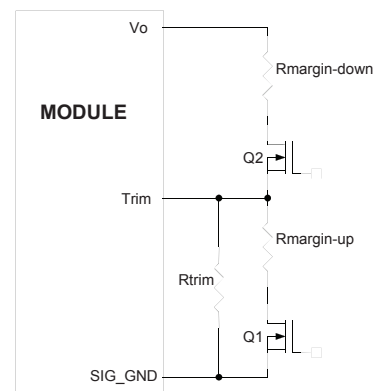 Vo
Rmargin-down
MODULE
Q2
Trim
Rmargin-up
Rtrim
Q1
SIG_GND